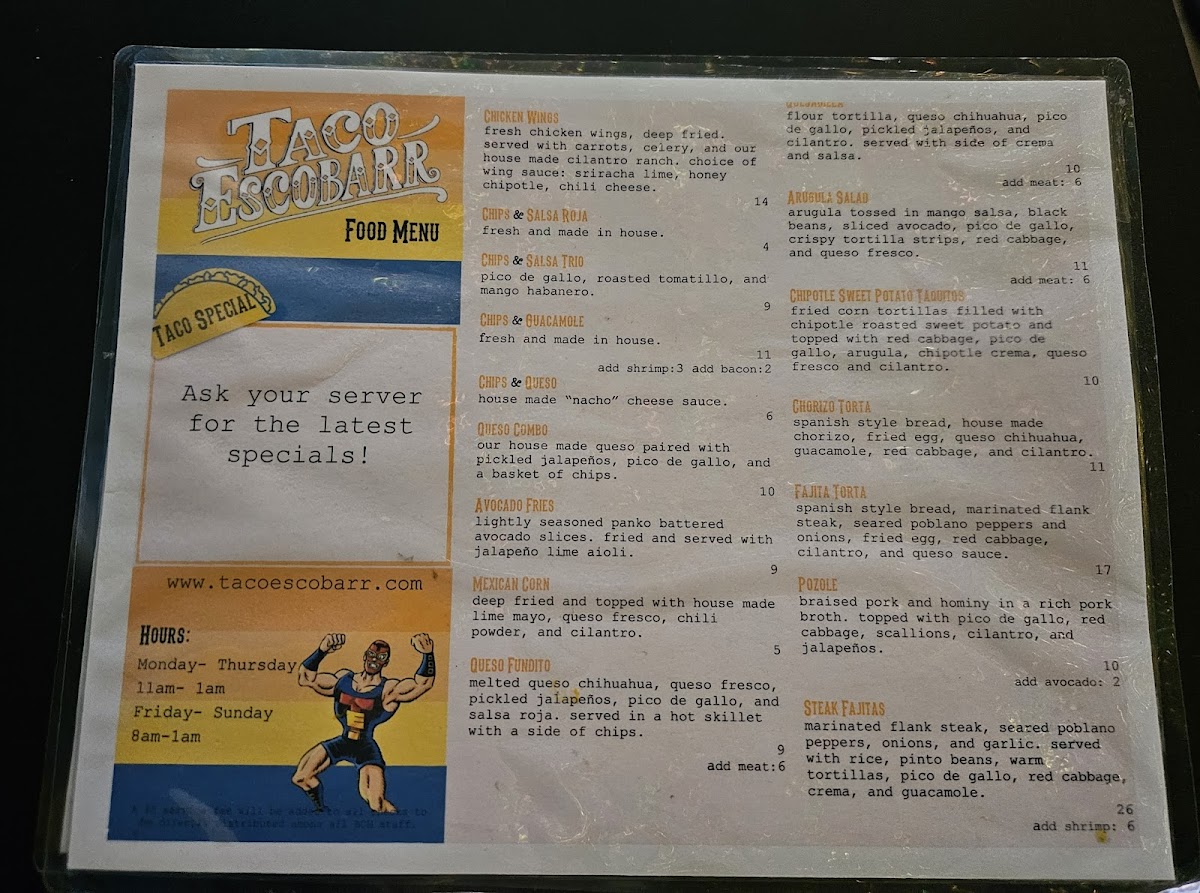 TACO
ESCOBARR
FOOD MENU
TACO SPECIAL
Ask your server
for the latest
specials!
www.tacoescobarr.com
HOURS:
Monday- Thursday
11am- 1am
Friday- Sunday
8am-1am
CHICKEN WINGS
fresh chicken wings, deep fried.
served with carrots, celery, and our
house made cilantro ranch. choice of
wing sauce: sriracha lime, honey
chipotle, chili cheese.
14
CHIPS & SALSA ROJA
fresh and made in house.
4
CHIPS & SALSA TRIO
pico de gallo, roasted tomatillo, and
mango habanero.
9
CHIPS & GUACAMOLE
fresh and made in house.
11
add shrimp:3 add bacon:2
CHIPS & QUESO
house made “nacho” cheese sauce.
6
QUESO COMBO
our house made queso paired with
pickled jalapeños, pico de gallo, and
a basket of chips.
10
AVOCADO FRIES
lightly seasoned panko battered
avocado slices. fried and served with
jalapeño lime aioli.
9
MEXICAN CORN
deep fried and topped with house made
lime mayo, queso fresco, chili
powder, and cilantro.
5
QUESO FUNDITO
melted queso chihuahua, queso fresco,
pickled jalapeños, pico de gallo, and
salsa roja. served in a hot skillet
with a side of chips.
9
add meat:6
QUESADILLA
flour tortilla, queso chihuahua, pico
de gallo, pickled jalapeños, and
cilantro. served with side of crema
and salsa.
10
add meat: 6
ARUGULA SALAD
arugula tossed in mango salsa, black
beans, sliced avocado, pico de gallo,
crispy tortilla strips, red cabbage,
and queso fresco.
11
add meat: 6
CHIPOTLE SWEET POTATO TAQUITOS
fried corn tortillas filled with
chipotle roasted sweet potato and
topped with red cabbage, pico de
gallo, arugula, chipotle crema, queso
fresco and cilantro.
10
CHORIZO TORTA
spanish style bread, house made
chorizo, fried egg, queso chihuahua,
guacamole, red cabbage, and cilantro.
11
FAJITA TORTA
spanish style bread, marinated flank
steak, seared poblano peppers and
onions, fried egg, red cabbage,
cilantro, and queso sauce.
17
POZOLE
braised pork and hominy in a rich pork
broth. topped with pico de gallo, red
cabbage, scallions, cilantro, and
jalapeños.
10
add avocado: 2
STEAK FAJITAS
marinated flank steak, seared poblano
peppers, onions, and garlic. served
with rice, pinto beans, warm
tortillas, pico de gallo, red cabbage,
crema, and guacamole.
26
add shrimp: 6